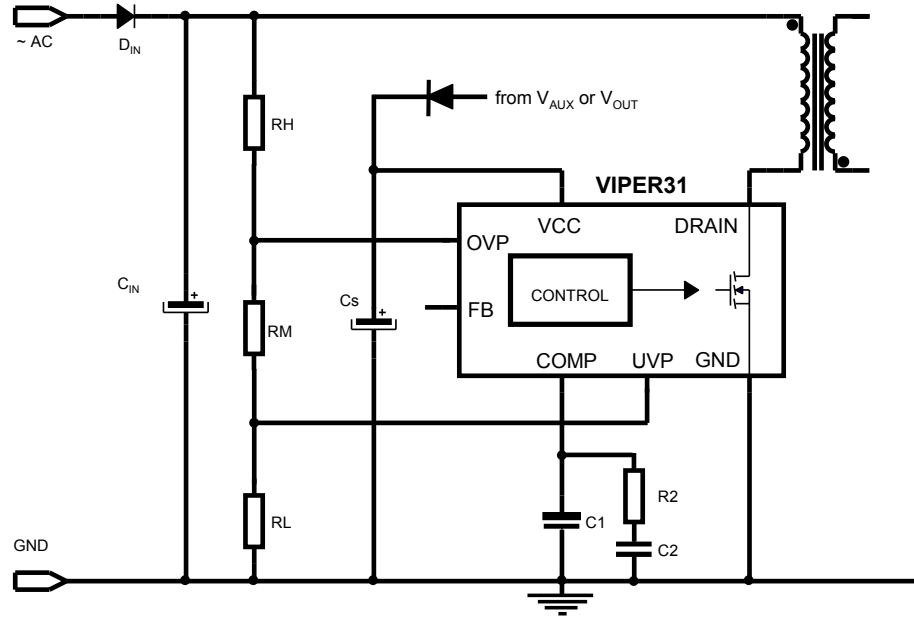 ~ AC
D_IN
from V_AUX or V_OUT
RH
VIPER31
VCC
DRAIN
OVP
C_IN
+
Cs
+
CONTROL
FB
RM
COMP
UVP
GND
R2
RL
C1
C2
GND